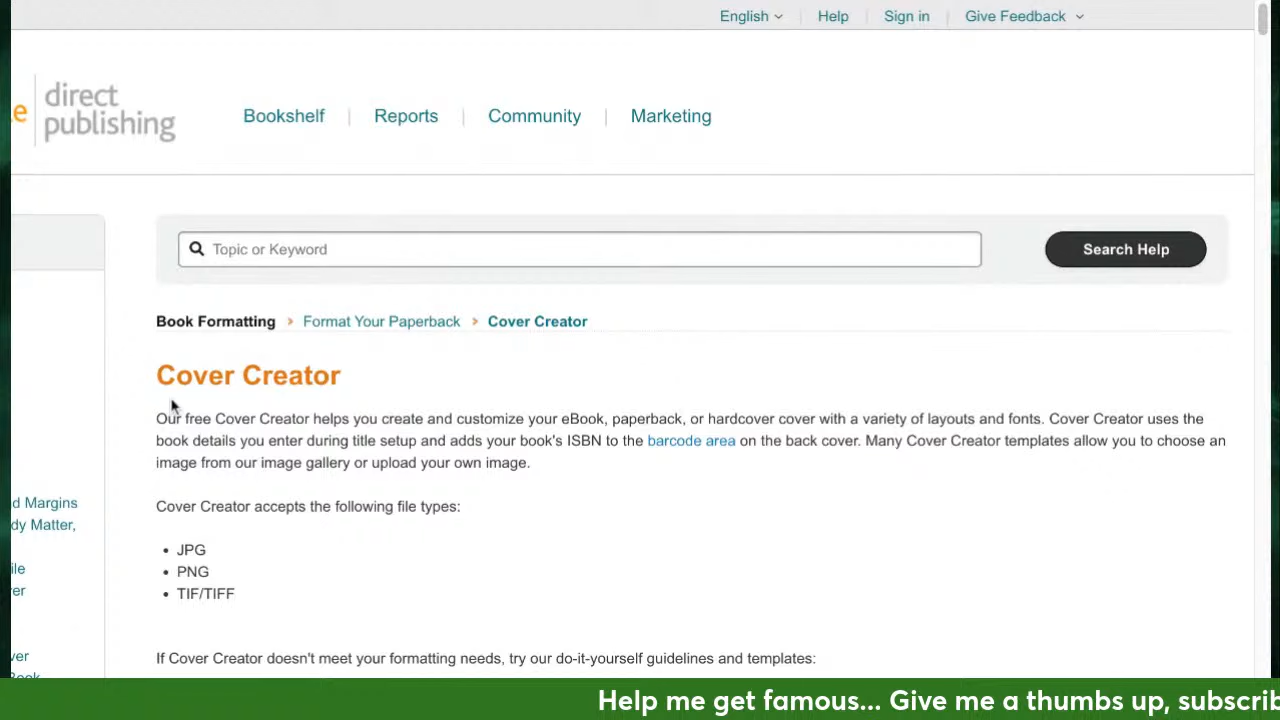 English Help Sign in Give Feedback
direct
publishing
Bookshelf Reports Community Marketing
Topic or Keyword Search Help
Book Formatting > Format Your Paperback > Cover Creator
Cover Creator
Our free Cover Creator helps you create and customize your eBook, paperback, or hardcover cover with a variety of layouts and fonts. Cover Creator uses the
book details you enter during title setup and adds your book's ISBN to the barcode area on the back cover. Many Cover Creator templates allow you to choose an
image from our image gallery or upload your own image.
Cover Creator accepts the following file types:
d Margins
dy Matter,
• JPG
• PNG
• TIF/TIFF
ile
er
ver
If Cover Creator doesn't meet your formatting needs, try our do-it-yourself guidelines and templates:
Help me get famous... Give me a thumbs up, subscrib